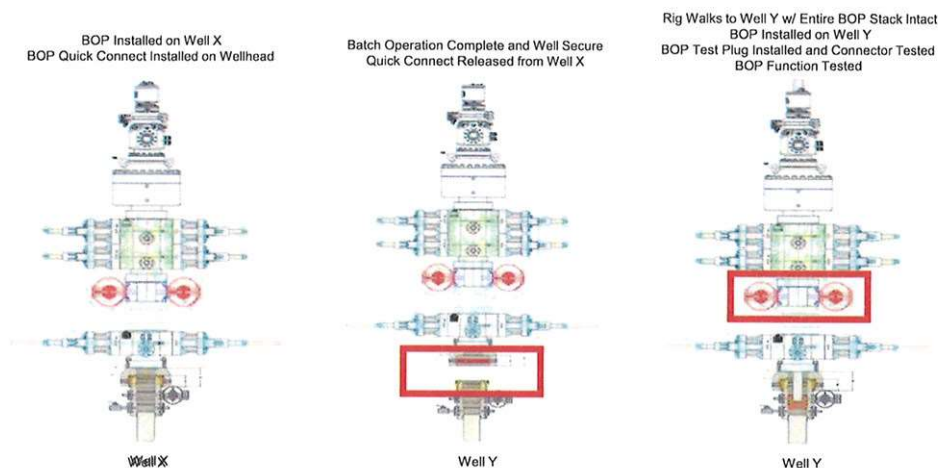 BOP Installed on Well X
BOP Quick Connect Installed on Wellhead
Batch Operation Complete and Well Secure
Quick Connect Released from Well X
Rig Walks to Well Y w/ Entire BOP Stack Intact
BOP Installed on Well Y
BOP Test Plug Installed and Connector Tested
BOP Function Tested
Well X
Well Y
Well Y